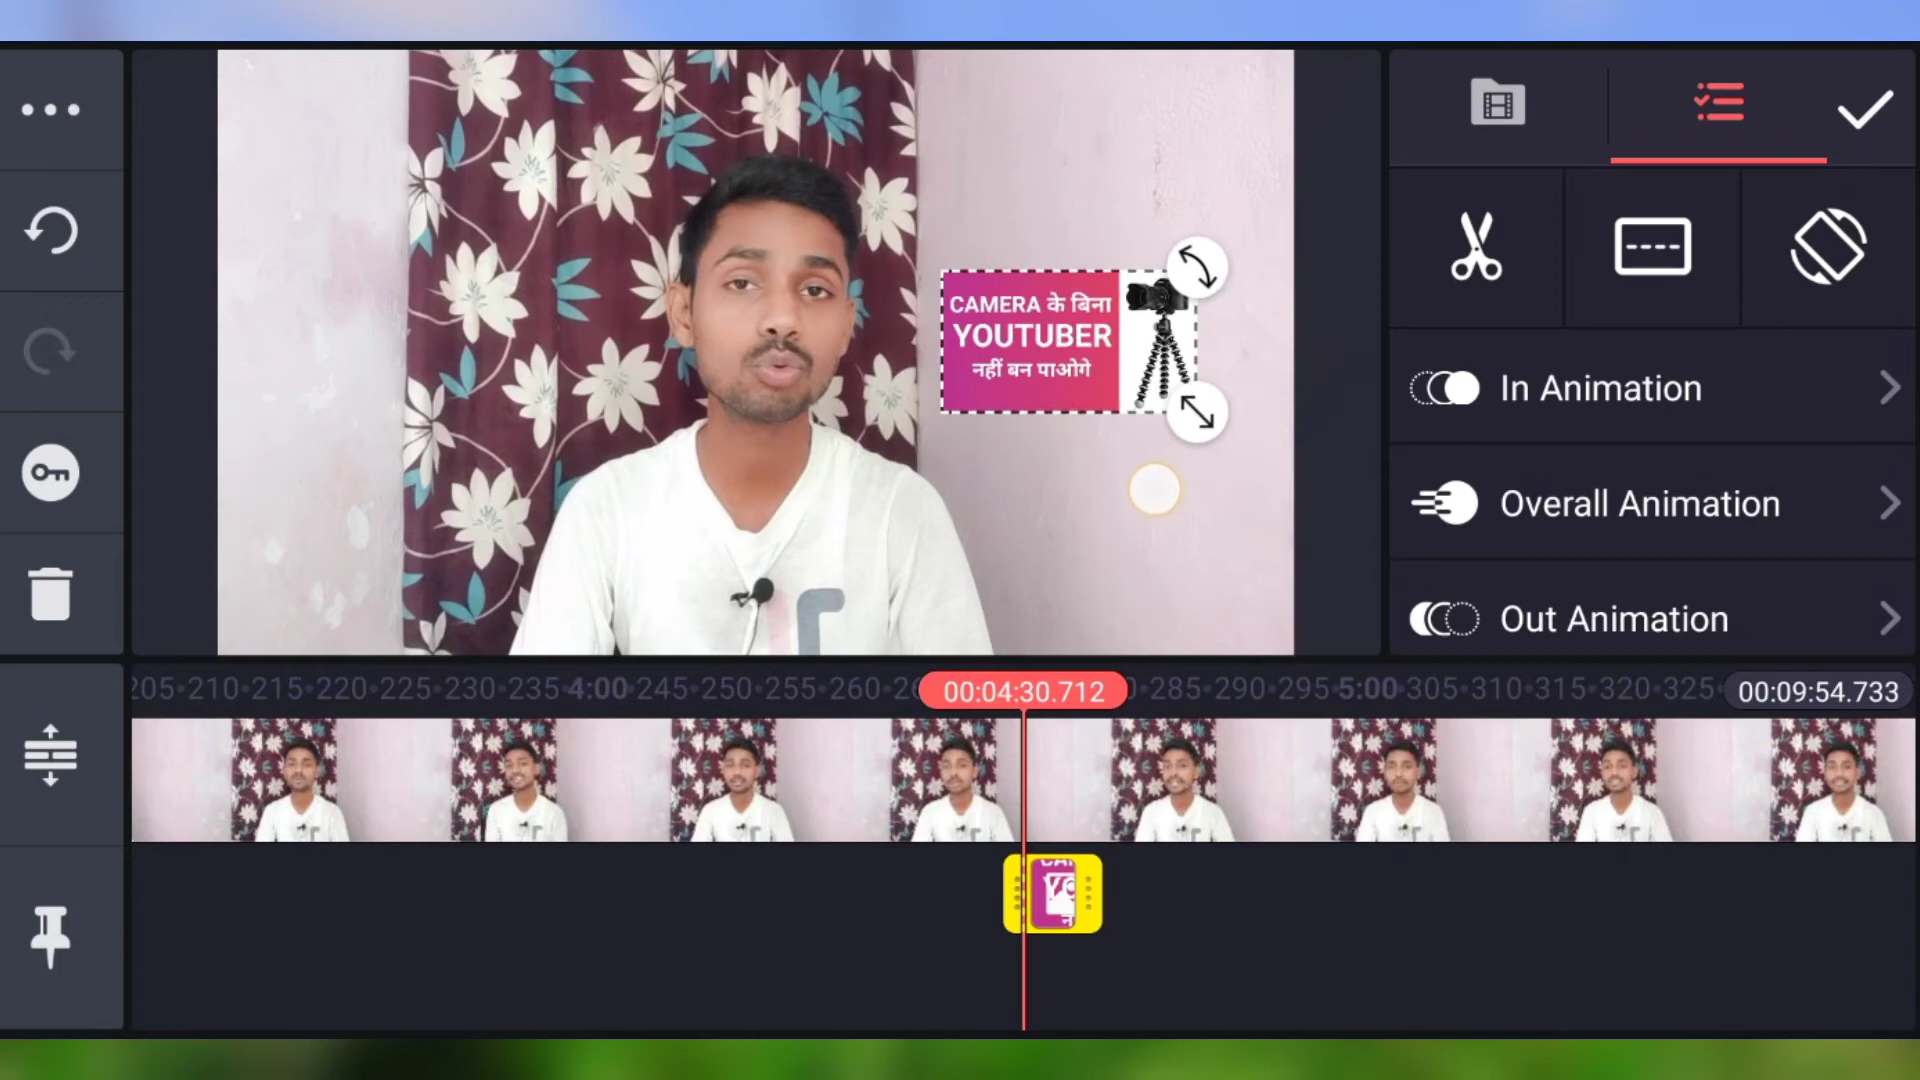 CAMERA के बिना
YOUTUBER
नहीं बन पाओगे
In Animation
Overall Animation
Out Animation
205 210 215 220 225 230 235 4:00 245 250 255 260
00:04:30.712
285 290 295 5:00 305 310 315 320 325
00:09:54.733